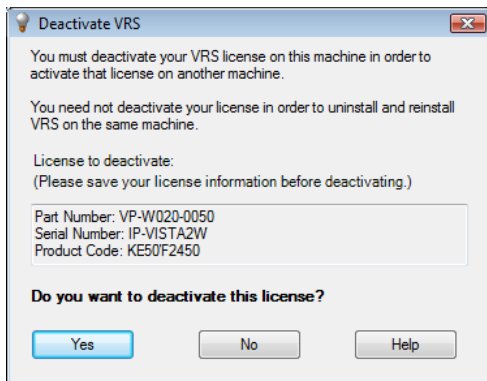 Deactivate VRS
You must deactivate your VRS license on this machine in order to
activate that license on another machine.
You need not deactivate your license in order to uninstall and reinstall
VRS on the same machine.
License to deactivate:
(Please save your license information before deactivating.)
Part Number: VP-W020-0050
Serial Number: IP-VISTA2W
Product Code: KE50'F2450
Do you want to deactivate this license?
Yes
No
Help